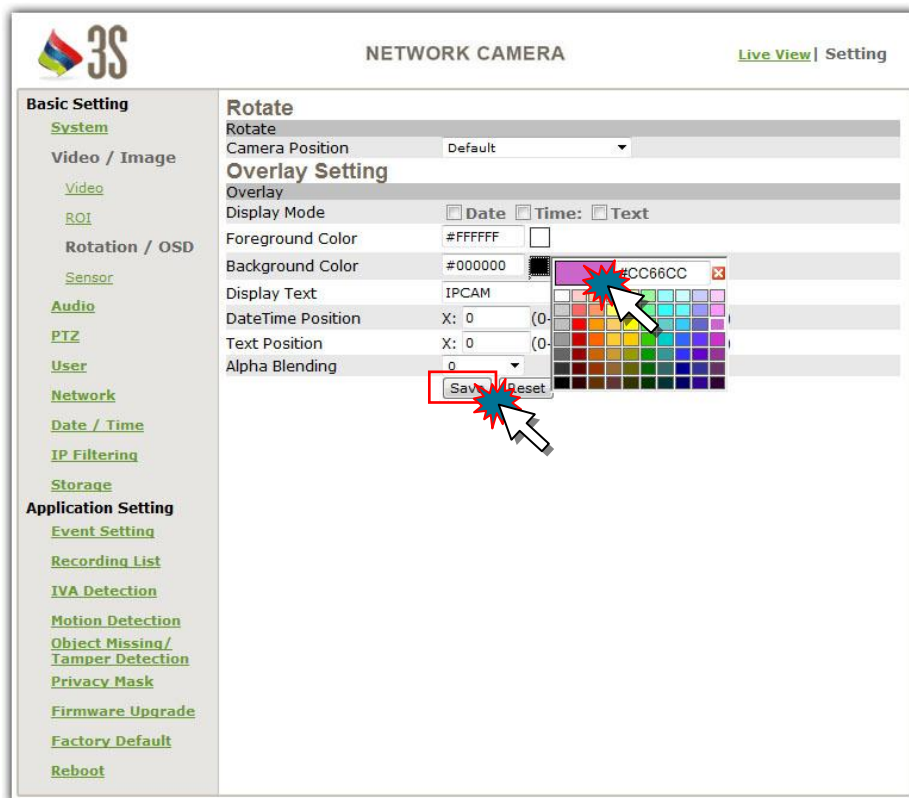 3S
NETWORK CAMERA
Live View | Setting
Basic Setting
System
Video / Image
Video
ROI
Rotation / OSD
Sensor
Audio
PTZ
User
Network
Date / Time
IP Filtering
Storage
Application Setting
Event Setting
Recording List
IVA Detection
Motion Detection
Object Missing/
Tamper Detection
Privacy Mask
Firmware Upgrade
Factory Default
Reboot
Rotate
Rotate
Camera Position Default
Overlay Setting
Overlay
Display Mode Date Time: Text
Foreground Color #FFFFFF
Background Color #000000 #CC66CC
Display Text IPCAM
DateTime Position X: 0 (0-
Text Position X: 0 (0-
Alpha Blending 0
Save Reset